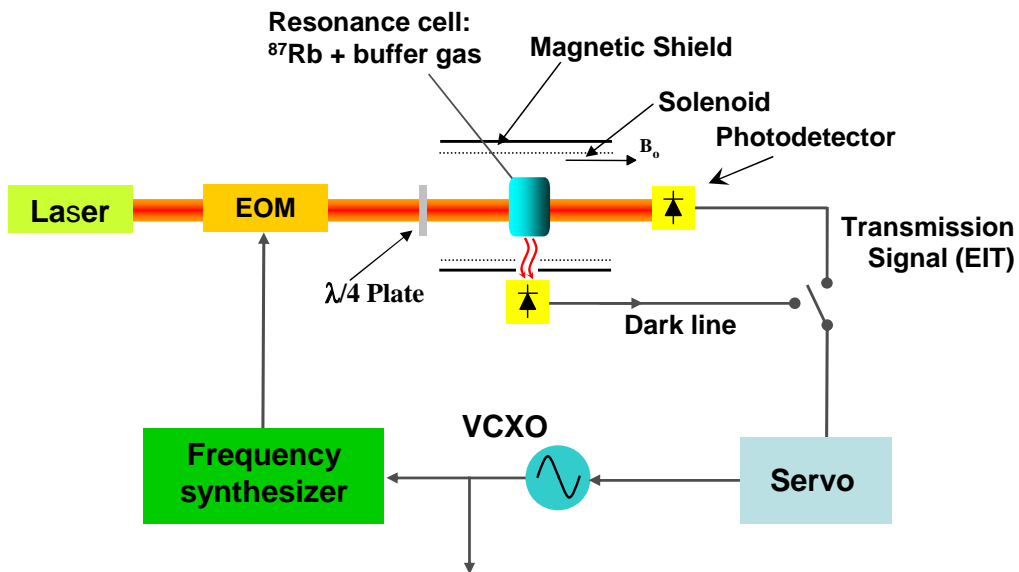 Resonance cell:
⁸⁷Rb + buffer gas
Magnetic Shield
Solenoid
Photodetector
Bₒ
Laser
EOM
Transmission
Signal (EIT)
λ/4 Plate
Dark line
VCXO
Frequency
synthesizer
Servo